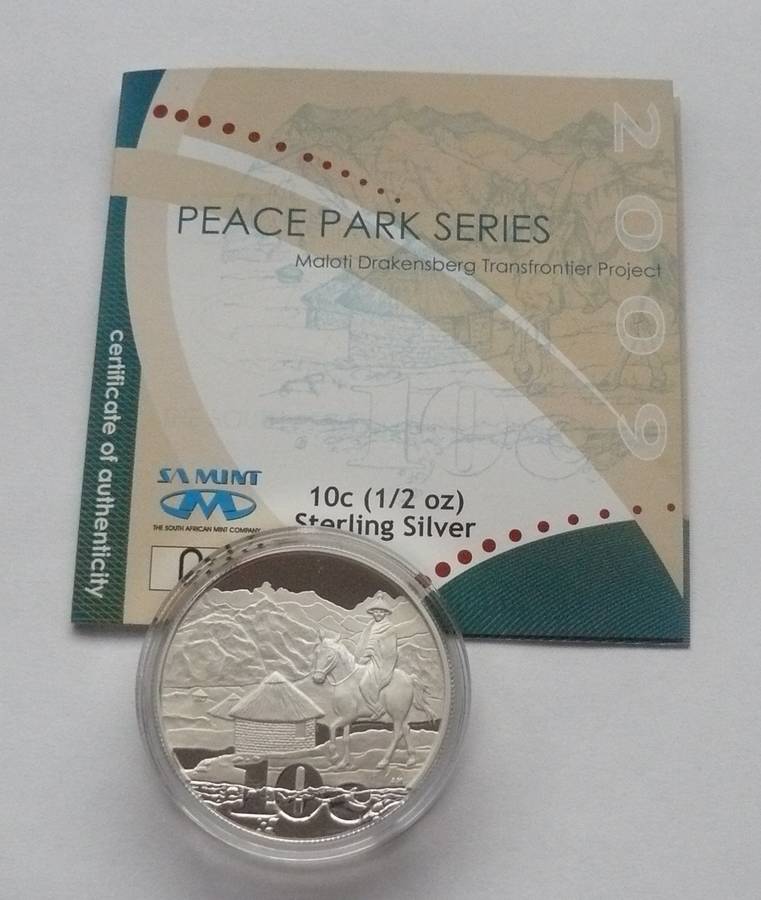 2009
PEACE PARK SERIES
Maloti Drakensberg Transfrontier Project
certificate of authenticity
10c
SA MINT
THE SOUTH AFRICAN MINT COMPANY
10c (1/2 oz)
Sterling Silver
10c